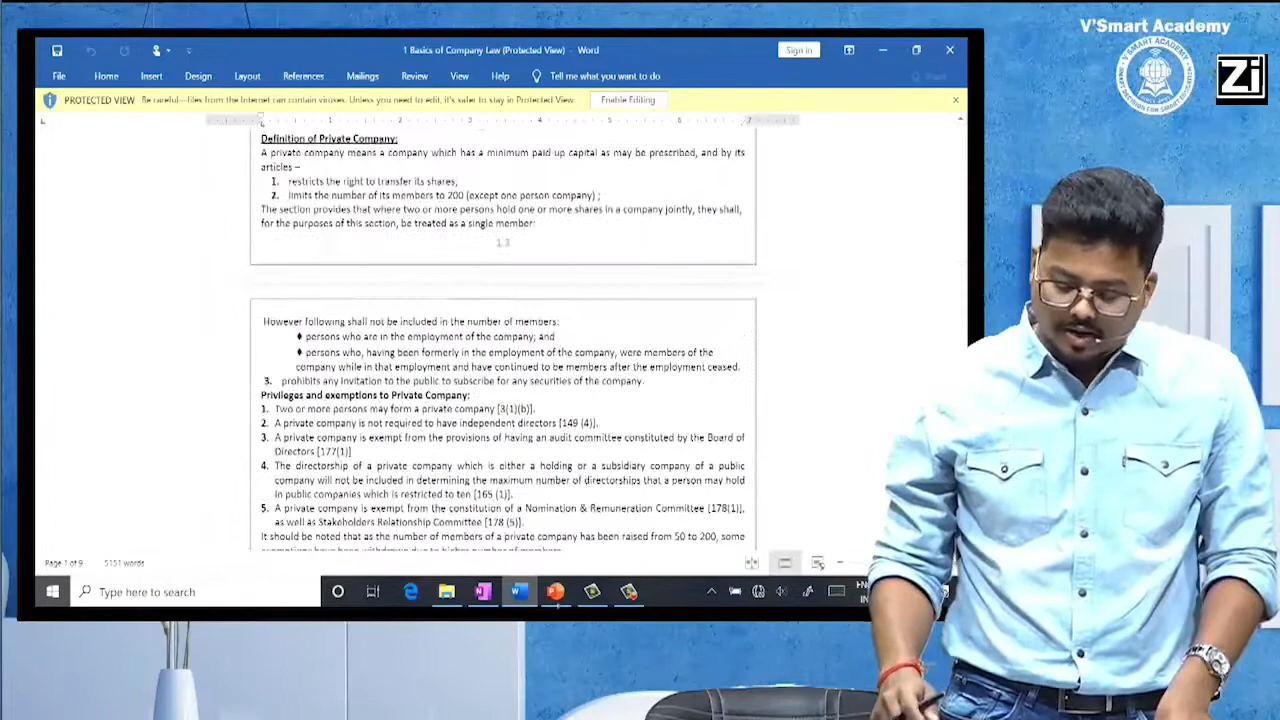 V'Smart Academy
1 Basics of Company Law (Protected View) - Word
Sign in
File Home Insert Design Layout References Mailings Review View Help Tell me what you want to do Share
PROTECTED VIEW Be careful—files from the Internet can contain viruses. Unless you need to edit, it's safer to stay in Protected View. Enable Editing
1 2 3 4 5 6 7
Definition of Private Company:
A private company means a company which has a minimum paid-up capital as may be prescribed, and by its
articles –
1. restricts the right to transfer its shares;
2. limits the number of its members to 200 (except one person company) ;
The section provides that where two or more persons hold one or more shares in a company jointly, they shall,
for the purposes of this section, be treated as a single member:
1.3
However following shall not be included in the number of members:
♦ persons who are in the employment of the company; and
♦ persons who, having been formerly in the employment of the company, were members of the
company while in that employment and have continued to be members after the employment ceased.
3. prohibits any invitation to the public to subscribe for any securities of the company.
Privileges and exemptions to Private Company:
1. Two or more persons may form a private company [3(1)(b)].
2. A private company is not required to have independent directors [149 (4)].
3. A private company is exempt from the provisions of having an audit committee constituted by the Board of
Directors [177(1)]
4. The directorship of a private company which is either a holding or a subsidiary company of a public
company will not be included in determining the maximum number of directorships that a person may hold
in public companies which is restricted to ten [165 (1)].
5. A private company is exempt from the constitution of a Nomination & Remuneration Committee [178(1)],
as well as Stakeholders Relationship Committee [178 (5)].
It should be noted that as the number of members of a private company has been raised from 50 to 200, some
Page 1 of 9 5151 words
Type here to search
Zi